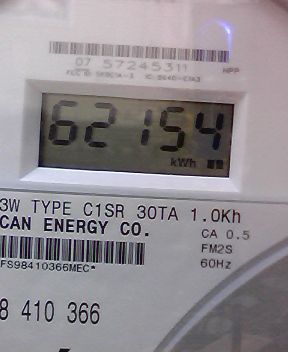 07 57245311
HPP
62154
kWh
3W TYPE C1SR 30TA 1.0Kh
CAN ENERGY CO.
CA 0.5
FM2S
60Hz
FS98410366MEC*
8 410 366